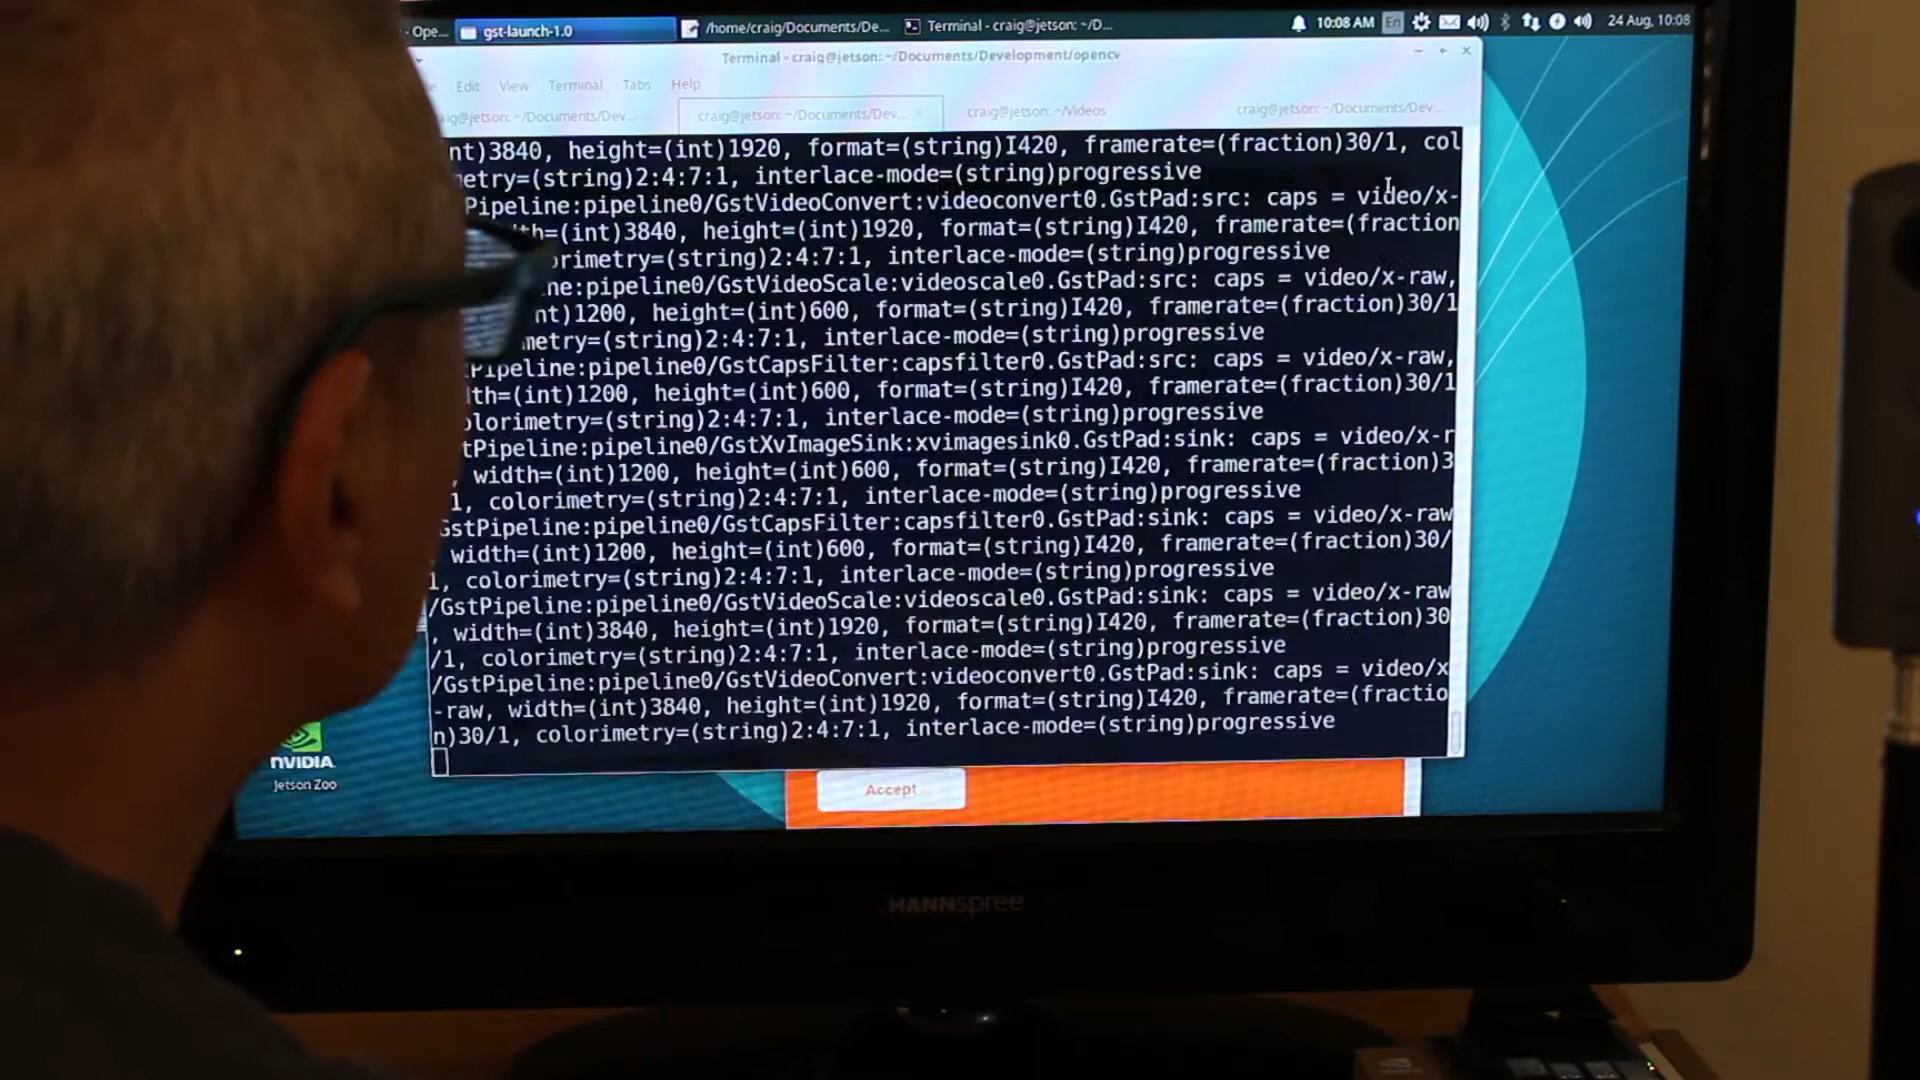 - Ope...
gst-launch-1.0
/home/craig/Documents/De...
Terminal - craig@jetson: ~/D...
10:08 AM
En
24 Aug, 10:08
Terminal - craig@jetson: ~/Documents/Development/opencv
Edit View Terminal Tabs Help
aig@jetson: ~/Documents/Dev...
craig@jetson: ~/Documents/Dev...
craig@jetson: ~/Videos
craig@jetson: ~/Documents/Dev...
nt)3840, height=(int)1920, format=(string)I420, framerate=(fraction)30/1, col
metry=(string)2:4:7:1, interlace-mode=(string)progressive
Pipeline:pipeline0/GstVideoConvert:videoconvert0.GstPad:src: caps = video/x-
th=(int)3840, height=(int)1920, format=(string)I420, framerate=(fraction
orimetry=(string)2:4:7:1, interlace-mode=(string)progressive
ne:pipeline0/GstVideoScale:videoscale0.GstPad:src: caps = video/x-raw,
nt)1200, height=(int)600, format=(string)I420, framerate=(fraction)30/1
metry=(string)2:4:7:1, interlace-mode=(string)progressive
tPipeline:pipeline0/GstCapsFilter:capsfilter0.GstPad:src: caps = video/x-raw,
dth=(int)1200, height=(int)600, format=(string)I420, framerate=(fraction)30/1
olorimetry=(string)2:4:7:1, interlace-mode=(string)progressive
tPipeline:pipeline0/GstXvImageSink:xvimagesink0.GstPad:sink: caps = video/x-r
, width=(int)1200, height=(int)600, format=(string)I420, framerate=(fraction)3
1, colorimetry=(string)2:4:7:1, interlace-mode=(string)progressive
GstPipeline:pipeline0/GstCapsFilter:capsfilter0.GstPad:sink: caps = video/x-raw
, width=(int)1200, height=(int)600, format=(string)I420, framerate=(fraction)30/
1, colorimetry=(string)2:4:7:1, interlace-mode=(string)progressive
/GstPipeline:pipeline0/GstVideoScale:videoscale0.GstPad:sink: caps = video/x-raw
, width=(int)3840, height=(int)1920, format=(string)I420, framerate=(fraction)30
/1, colorimetry=(string)2:4:7:1, interlace-mode=(string)progressive
/GstPipeline:pipeline0/GstVideoConvert:videoconvert0.GstPad:sink: caps = video/x
-raw, width=(int)3840, height=(int)1920, format=(string)I420, framerate=(fractio
n)30/1, colorimetry=(string)2:4:7:1, interlace-mode=(string)progressive
NVIDIA.
Jetson Zoo
Accept
HANNspree